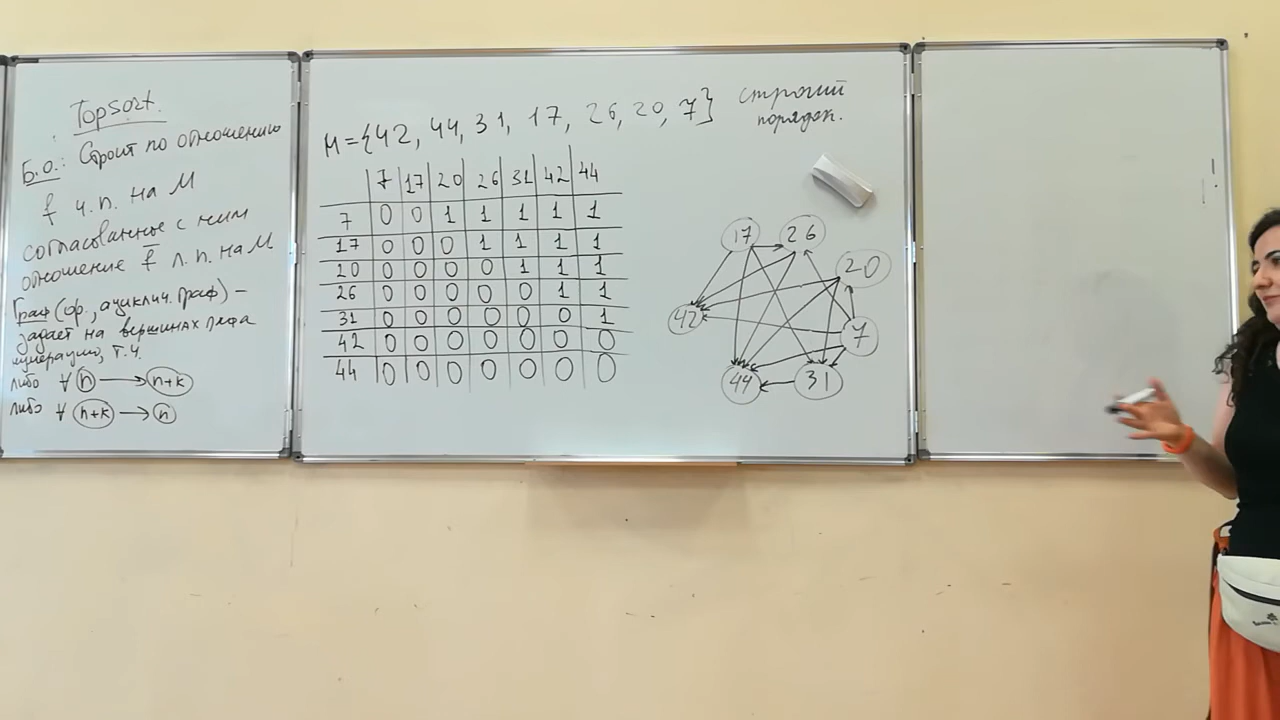 Topsort.
Б.О.: Строит по отношению
f ч.п. на М
согласованное с ним
отношение f̄ л.п. на М.
Граф (ор., ациклич. граф) –
задает на вершинах графа
нумерацию, т.ч.
либо ∀ n → n+k
либо ∀ n+k → n
M={42, 44, 31, 17, 26, 20, 7}
строгий
порядок.
7 17 20 26 31 42 44
7 0 0 1 1 1 1 1
17 0 0 0 1 1 1 1
20 0 0 0 0 1 1 1
26 0 0 0 0 0 1 1
31 0 0 0 0 0 0 1
42 0 0 0 0 0 0 0
44 0 0 0 0 0 0 0
17 26
20
42 7
44 31